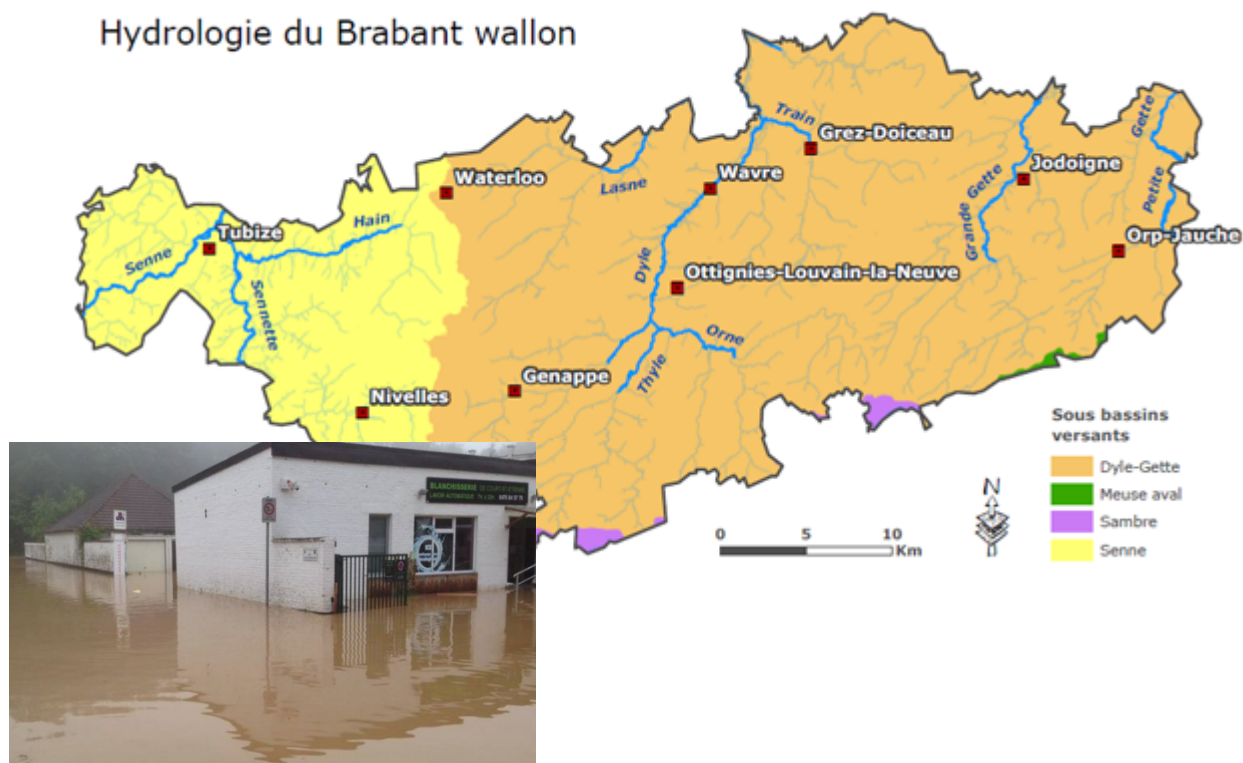 Hydrologie du Brabant wallon
Train
Grez-Doiceau
Gette
Waterloo
Lasne
Wavre
Grande Gette
Jodoigne
Petite
Hain
Tubize
Senne
Orp-Jauche
Dyle
Ottignies-Louvain-la-Neuve
Sennette
Orne
Thyle
Genappe
Nivelles
Sous bassins
versants
Dyle-Gette
Meuse aval
Sambre
Senne
N
0 5 10
Km
BLANCHISSERIE